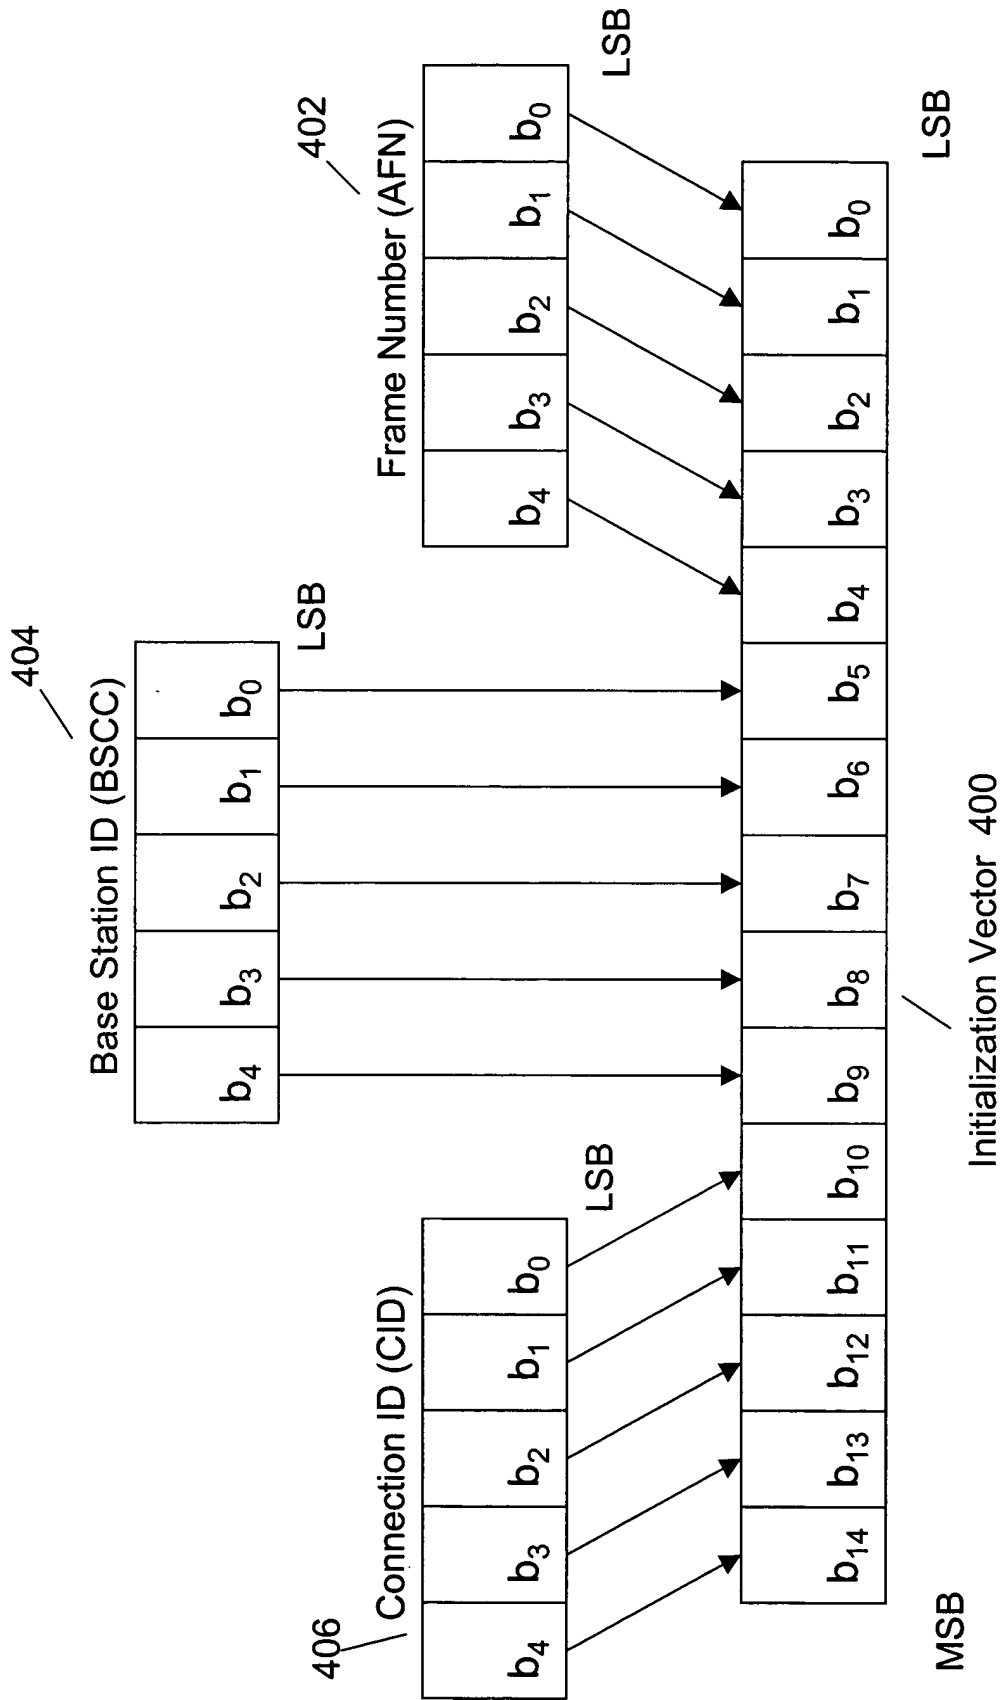 404
Base Station ID (BSCC)
b4 b3 b2 b1 b0
LSB
406
Connection ID (CID)
b4 b3 b2 b1 b0
LSB
402
Frame Number (AFN)
b4 b3 b2 b1 b0
LSB
b14 b13 b12 b11 b10 b9 b8 b7 b6 b5 b4 b3 b2 b1 b0
MSB
LSB
Initialization Vector 400